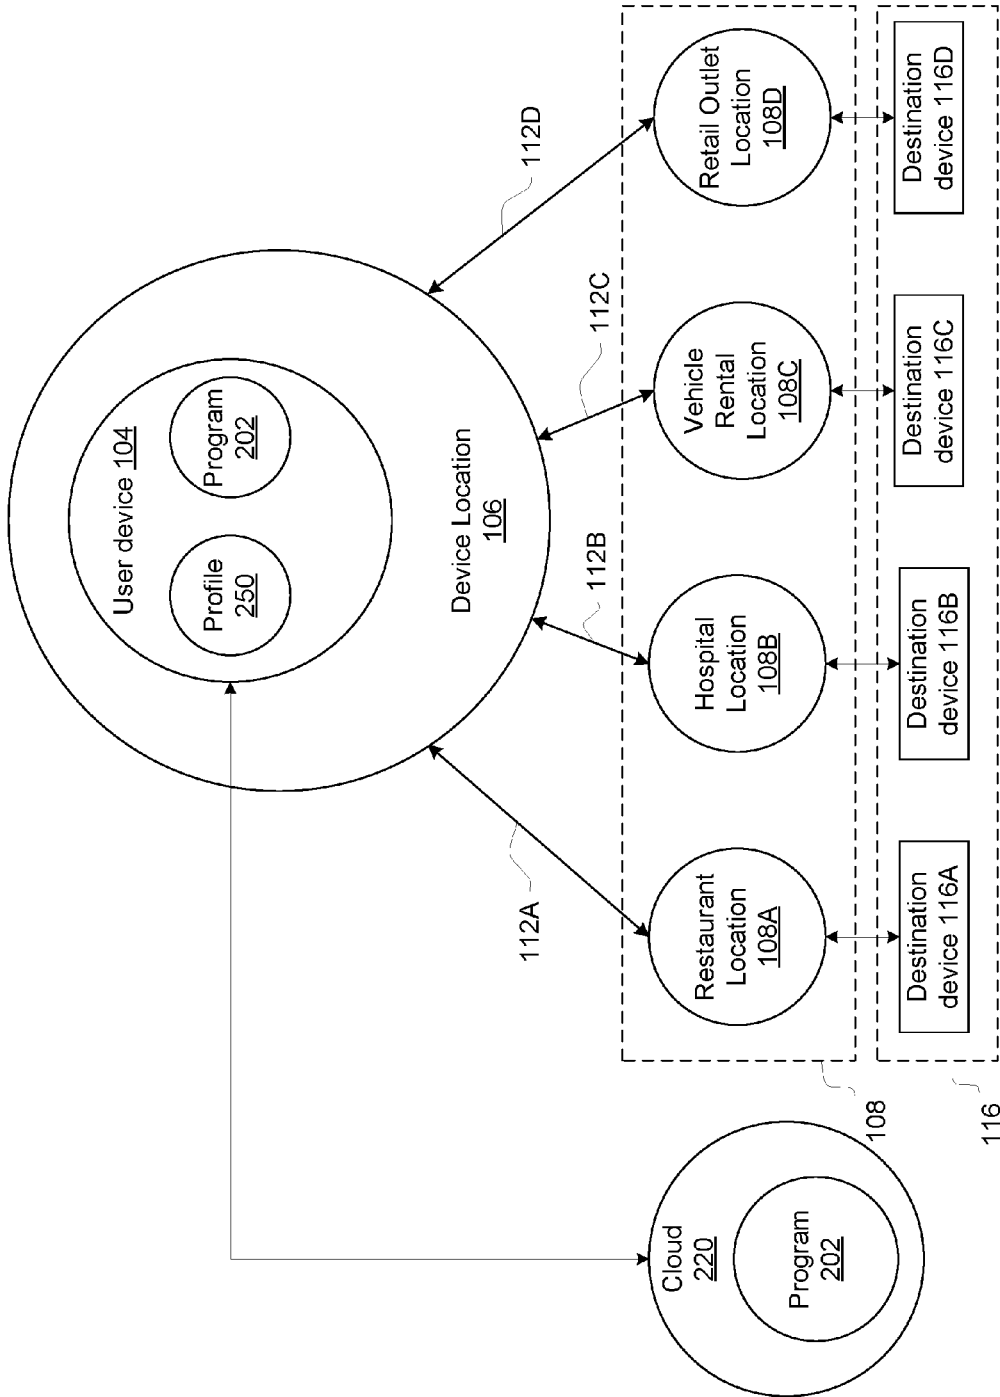 User device 104
Profile
250
Program
202
Device Location
106
112A
112B
112C
112D
Cloud
220
Program
202
Restaurant
Location
108A
Hospital
Location
108B
Vehicle
Rental
Location
108C
Retail Outlet
Location
108D
108
Destination
device 116A
Destination
device 116B
Destination
device 116C
Destination
device 116D
116